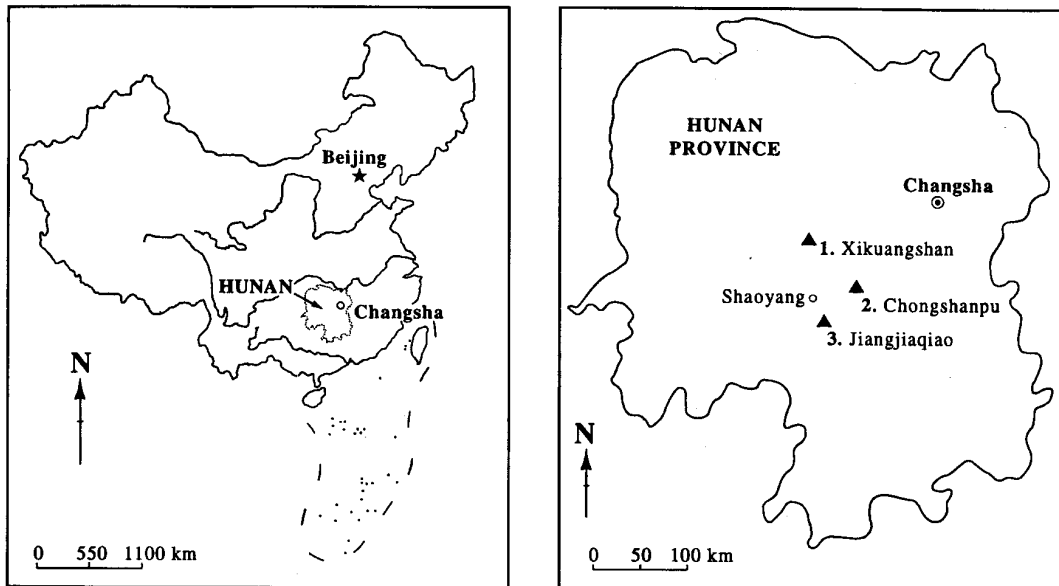 Beijing
HUNAN
Changsha
N
0 550 1100 km
HUNAN
PROVINCE
Changsha
1. Xikuangshan
Shaoyang
2. Chongshanpu
3. Jiangjiaqiao
N
0 50 100 km